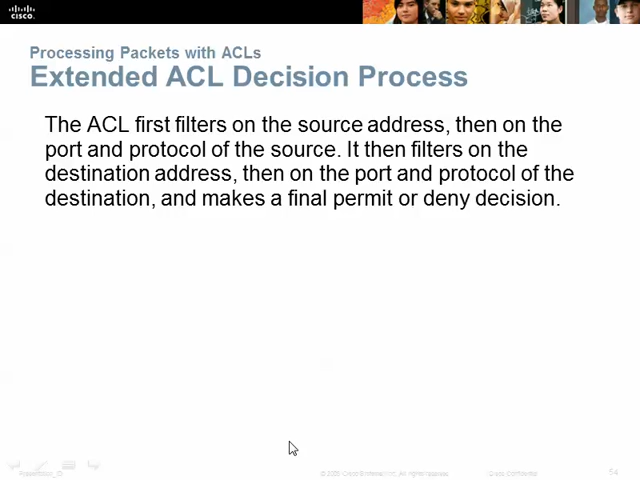 CISCO
Processing Packets with ACLs
Extended ACL Decision Process
The ACL first filters on the source address, then on the
port and protocol of the source. It then filters on the
destination address, then on the port and protocol of the
destination, and makes a final permit or deny decision.
Presentation_ID
Cisco Confidential
54